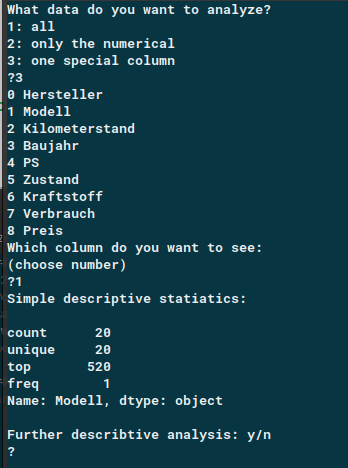 What data do you want to analyze?
1: all
2: only the numerical
3: one special column
?3
0 Hersteller
1 Modell
2 Kilometerstand
3 Baujahr
4 PS
5 Zustand
6 Kraftstoff
7 Verbrauch
8 Preis
Which column do you want to see:
(choose number)
?1
Simple descriptive statiatics:
count 20
unique 20
top 520
freq 1
Name: Modell, dtype: object
Further describtive analysis: y/n
?